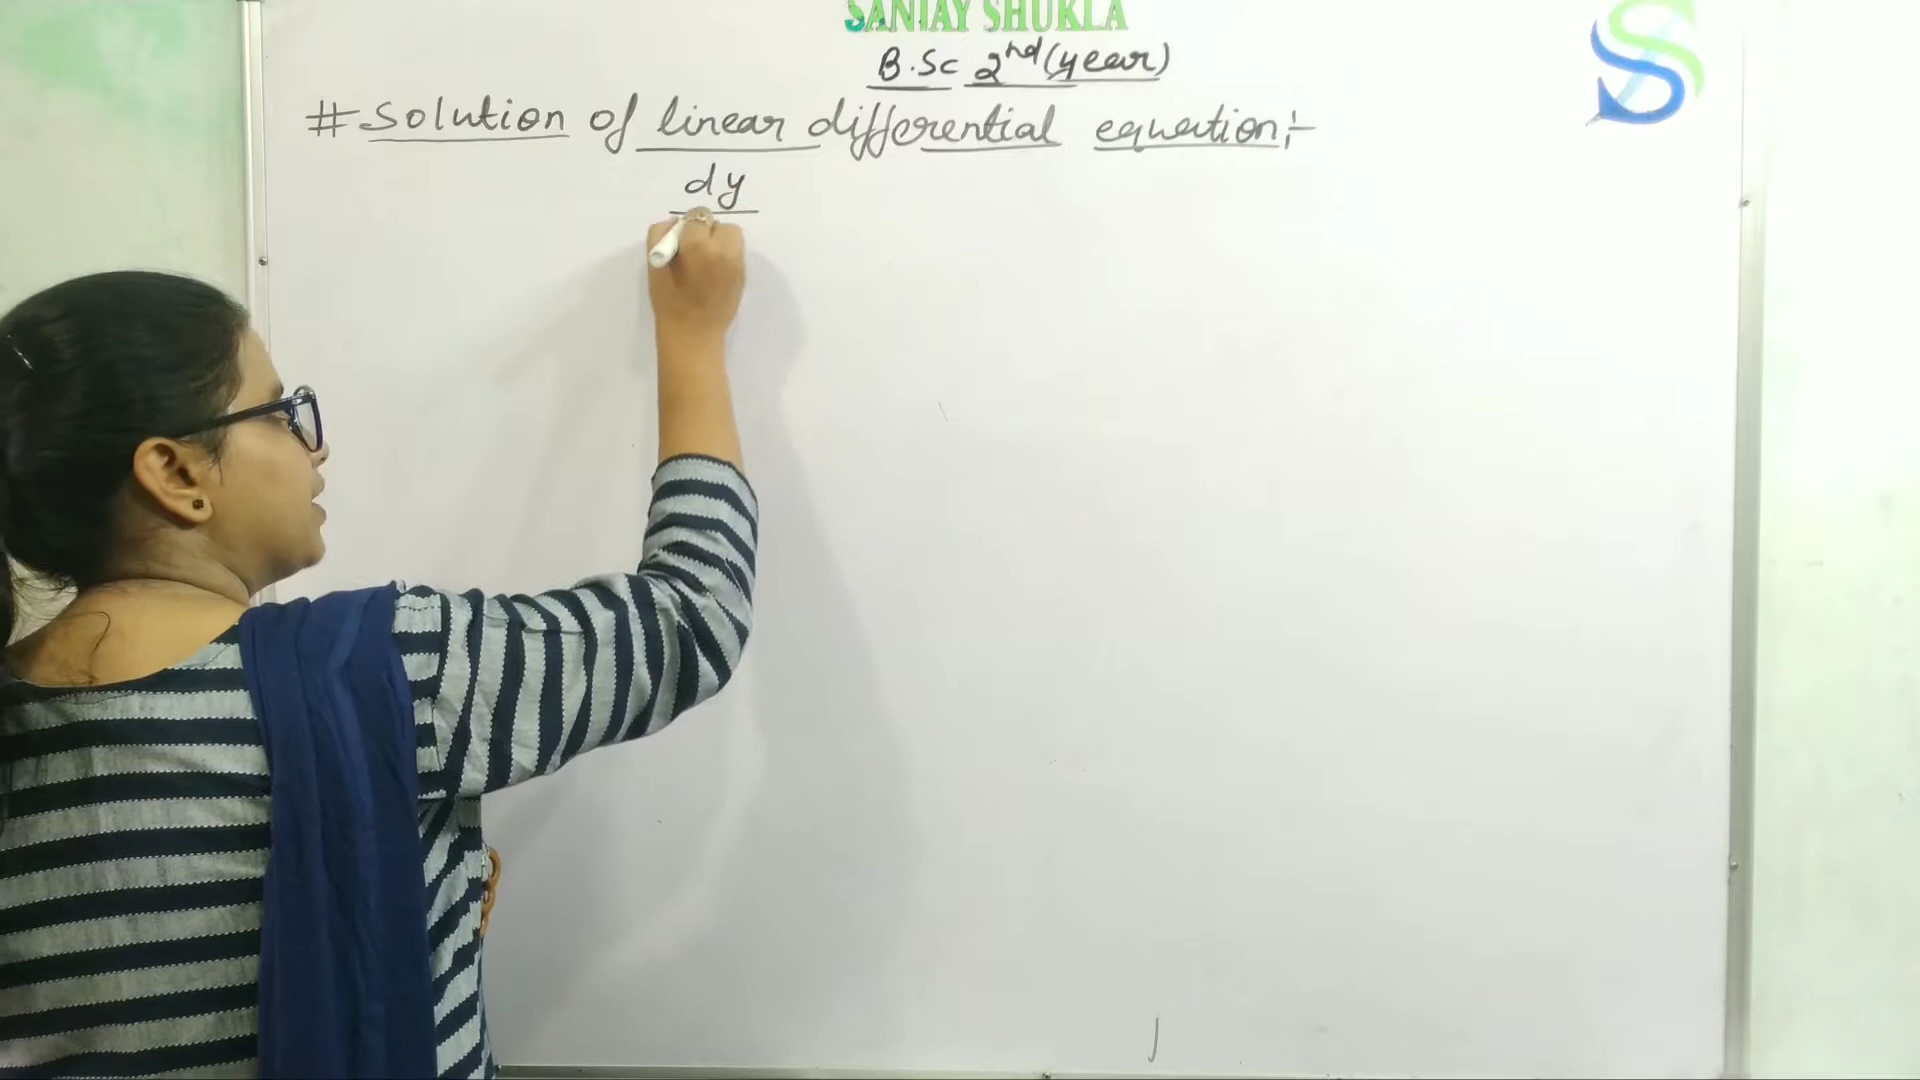 SANJAY SHUKLA
B.Sc 2nd (year)
# Solution of linear differential equation :-
dy